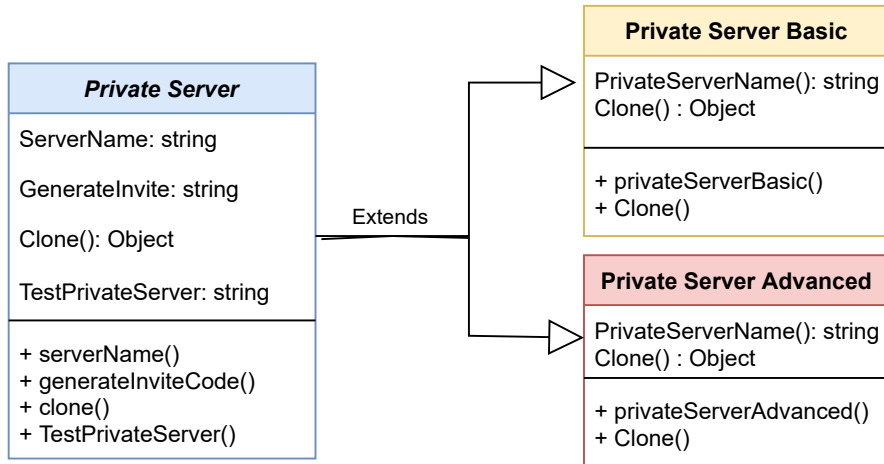 Private Server
ServerName: string
GenerateInvite: string
Clone(): Object
TestPrivateServer: string
+ serverName()
+ generateInviteCode()
+ clone()
+ TestPrivateServer()
Extends
Private Server Basic
PrivateServerName(): string
Clone() : Object
+ privateServerBasic()
+ Clone()
Private Server Advanced
PrivateServerName(): string
Clone() : Object
+ privateServerAdvanced()
+ Clone()